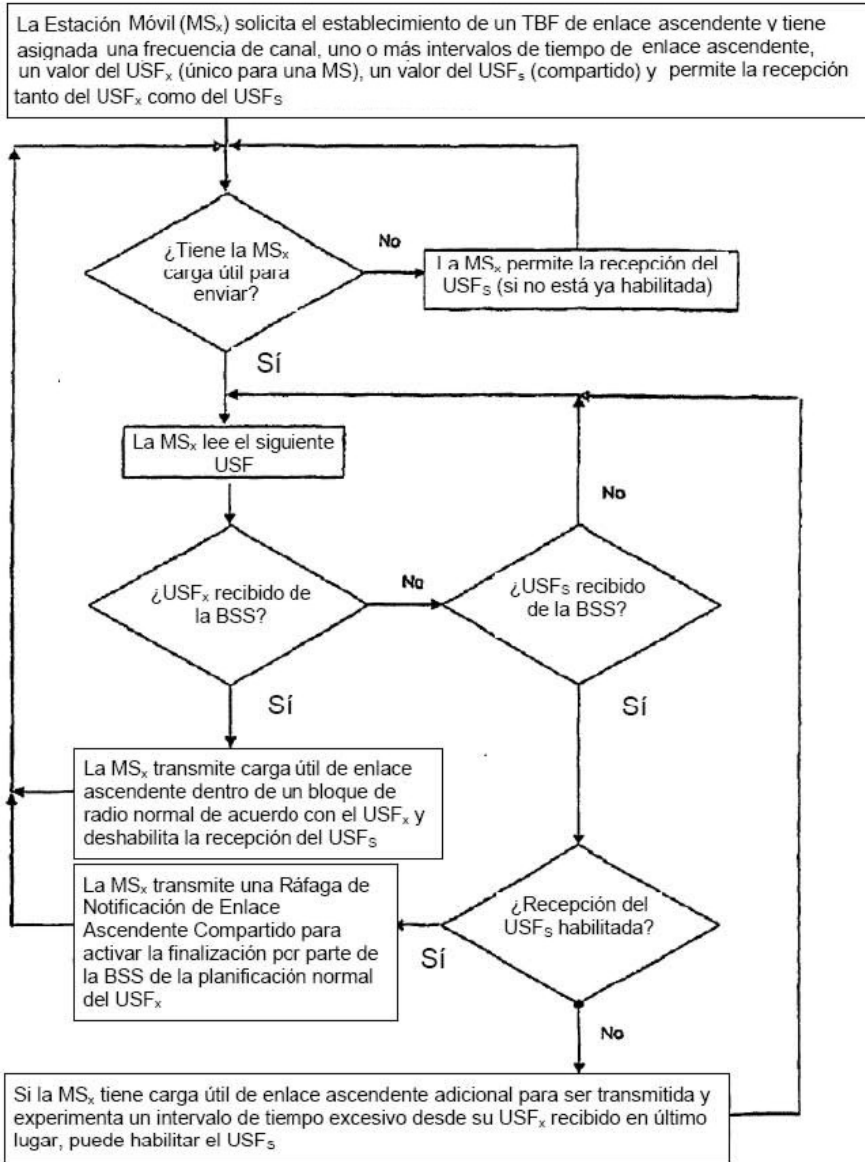 La Estación Móvil (MSₓ) solicita el establecimiento de un TBF de enlace ascendente y tiene
asignada una frecuencia de canal, uno o más intervalos de tiempo de enlace ascendente,
un valor del USFₓ (único para una MS), un valor del USFₛ (compartido) y permite la recepción
tanto del USFₓ como del USFₛ
¿Tiene la MSₓ
carga útil para
enviar?
No
La MSₓ permite la recepción del
USFₛ (si no está ya habilitada)
Sí
La MSₓ lee el siguiente
USF
No
¿USFₓ recibido de
la BSS?
No
¿USFₛ recibido
de la BSS?
Sí
Sí
La MSₓ transmite carga útil de enlace
ascendente dentro de un bloque de
radio normal de acuerdo con el USFₓ y
deshabilita la recepción del USFₛ
La MSₓ transmite una Ráfaga de
Notificación de Enlace
Ascendente Compartido para
activar la finalización por parte de
la BSS de la planificación normal
del USFₓ
¿Recepción del
USFₛ habilitada?
Sí
No
Si la MSₓ tiene carga útil de enlace ascendente adicional para ser transmitida y
experimenta un intervalo de tiempo excesivo desde su USFₓ recibido en último
lugar, puede habilitar el USFₛ